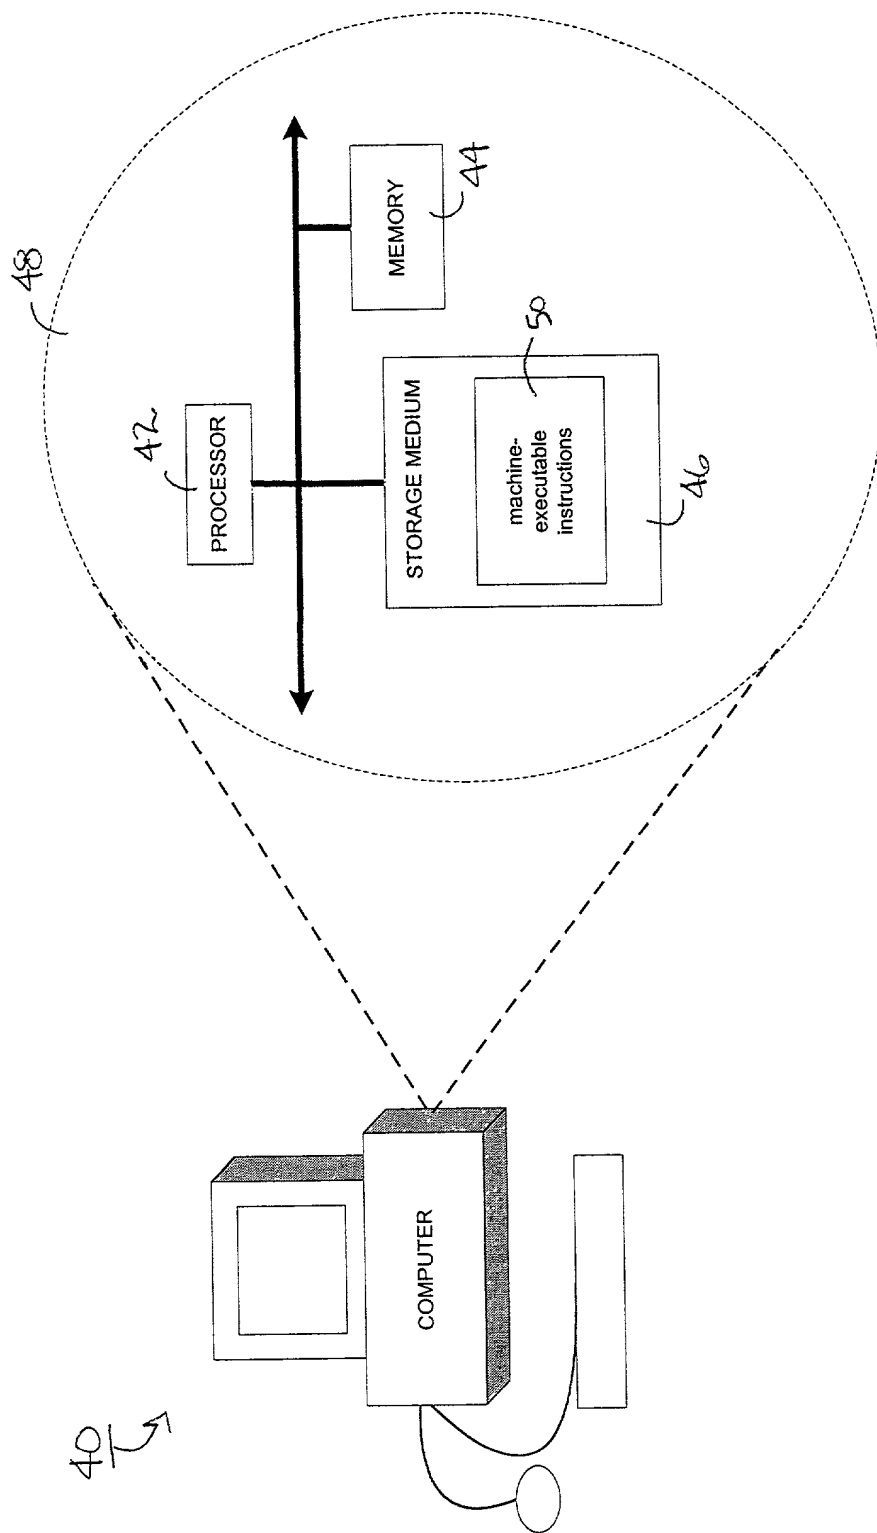 40
COMPUTER
48
42
PROCESSOR
MEMORY
44
STORAGE MEDIUM
50
machine-
executable
instructions
46